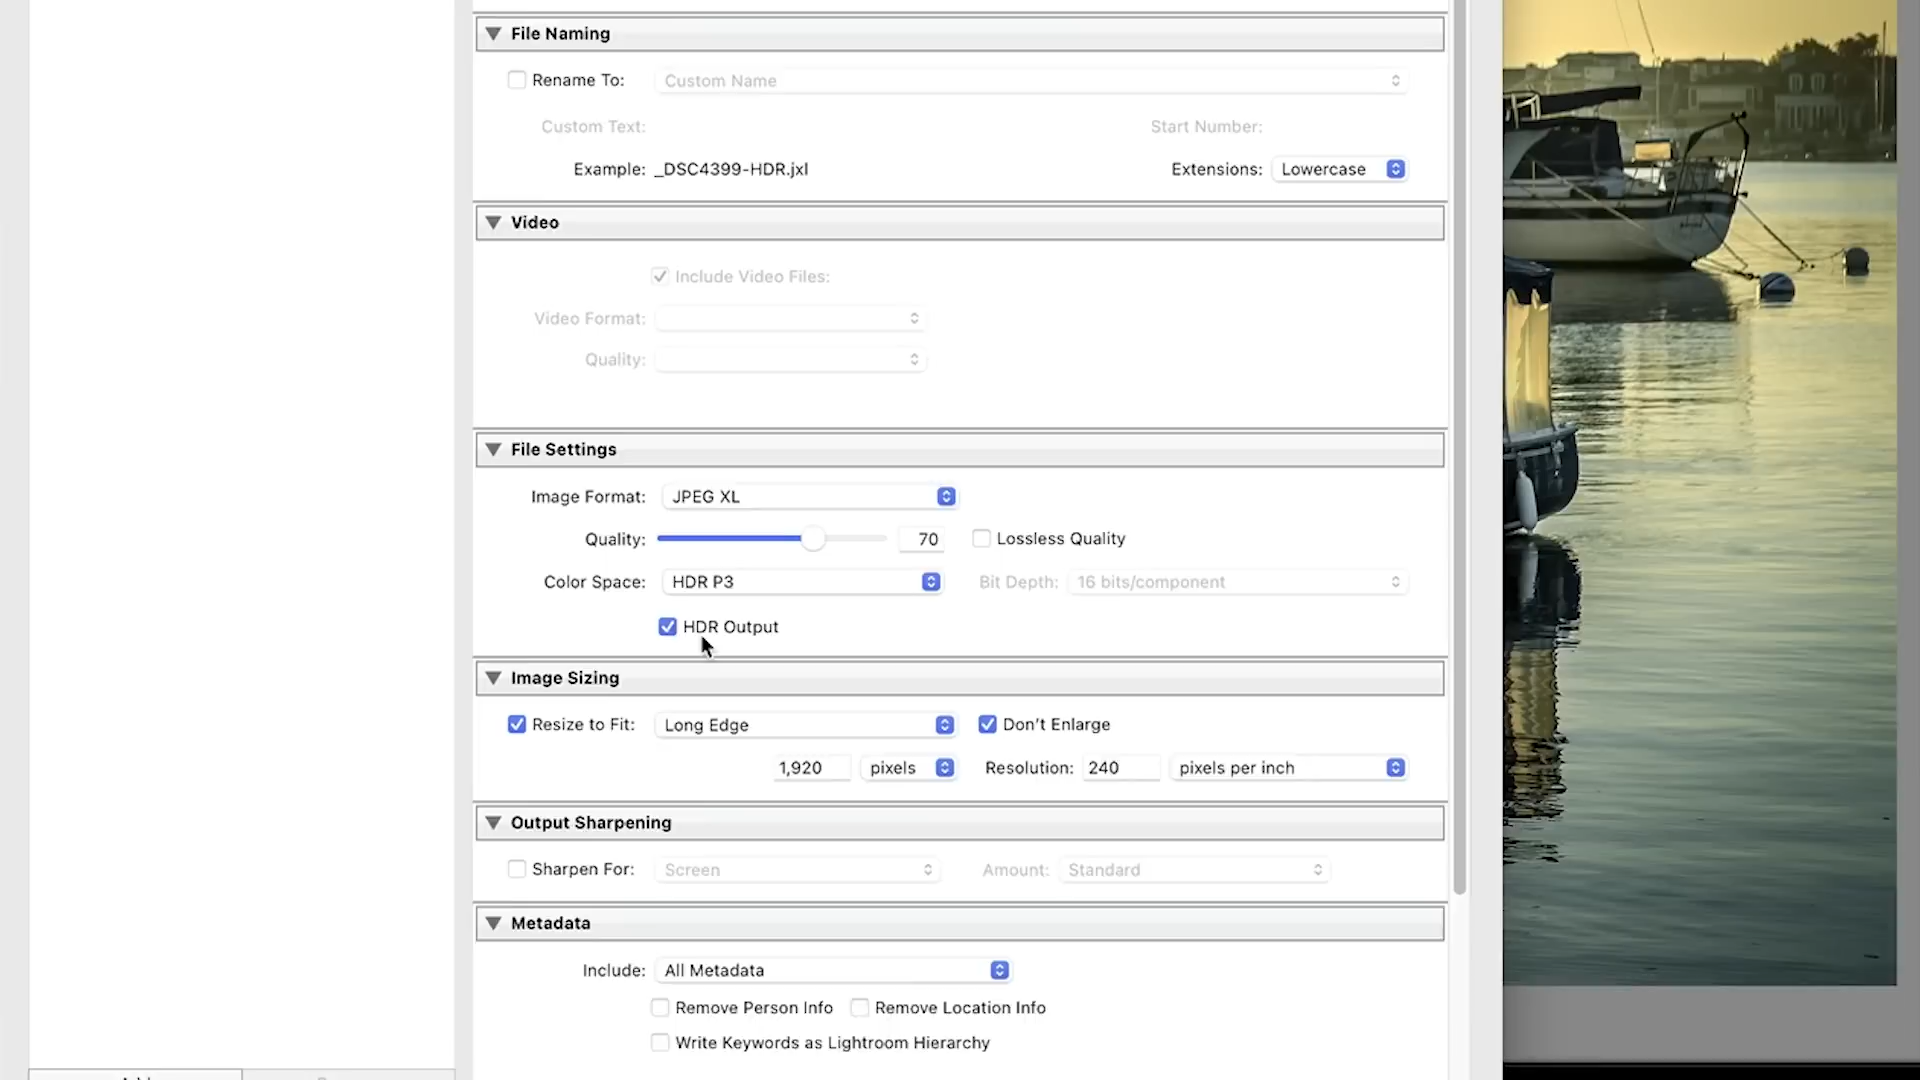 File Naming
Rename To: Custom Name
Custom Text: Start Number:
Example: _DSC4399-HDR.jxl Extensions: Lowercase
Video
Include Video Files:
Video Format:
Quality:
File Settings
Image Format: JPEG XL
Quality: 70 Lossless Quality
Color Space: HDR P3 Bit Depth: 16 bits/component
HDR Output
Image Sizing
Resize to Fit: Long Edge Don't Enlarge
1,920 pixels Resolution: 240 pixels per inch
Output Sharpening
Sharpen For: Screen Amount: Standard
Metadata
Include: All Metadata
Remove Person Info Remove Location Info
Write Keywords as Lightroom Hierarchy